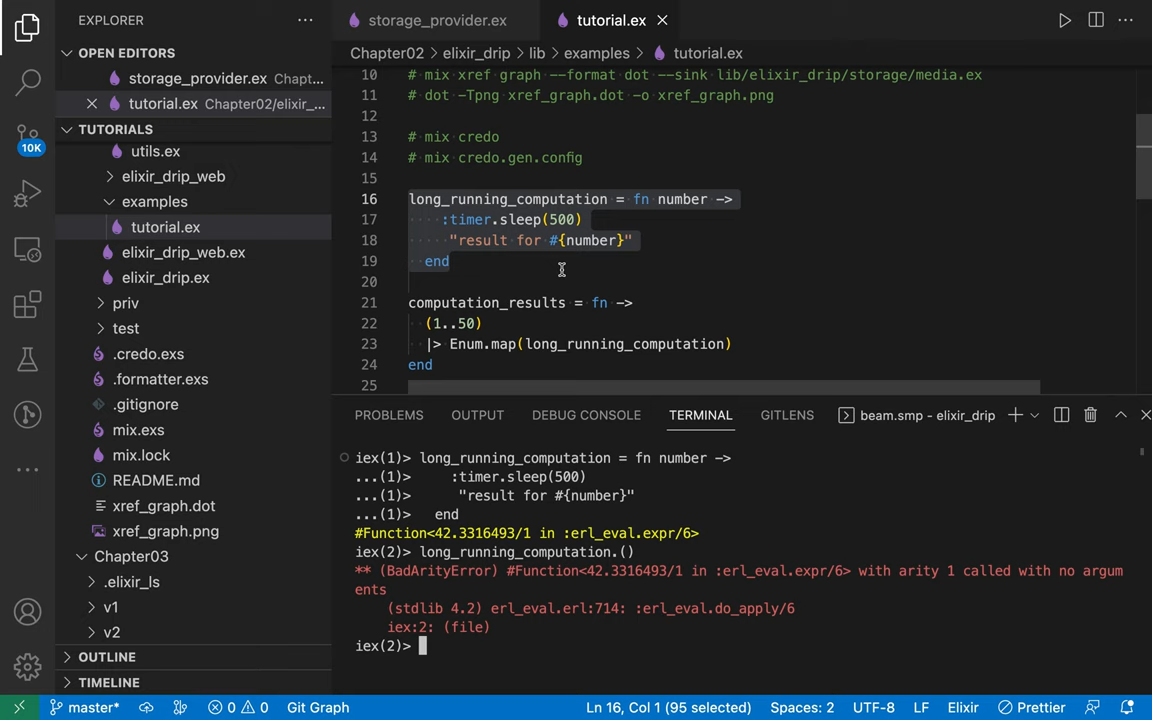 EXPLORER
OPEN EDITORS
storage_provider.ex Chapt...
tutorial.ex Chapter02/elixir_...
TUTORIALS
utils.ex
elixir_drip_web
examples
tutorial.ex
elixir_drip_web.ex
elixir_drip.ex
priv
test
.credo.exs
.formatter.exs
.gitignore
mix.exs
mix.lock
README.md
xref_graph.dot
xref_graph.png
Chapter03
.elixir_ls
v1
v2
OUTLINE
TIMELINE
10K
storage_provider.ex
tutorial.ex
Chapter02 > elixir_drip > lib > examples > tutorial.ex
10 # mix xref graph --format dot --sink lib/elixir_drip/storage/media.ex
11 # dot -Tpng xref_graph.dot -o xref_graph.png
12
13 # mix credo
14 # mix credo.gen.config
15
16 long_running_computation = fn number ->
17 :timer.sleep(500)
18 "result for #{number}"
19 end
20
21 computation_results = fn ->
22 (1..50)
23 |> Enum.map(long_running_computation)
24 end
25
PROBLEMS OUTPUT DEBUG CONSOLE TERMINAL GITLENS beam.smp - elixir_drip
iex(1)> long_running_computation = fn number ->
...(1)> :timer.sleep(500)
...(1)> "result for #{number}"
...(1)> end
#Function<42.3316493/1 in :erl_eval.expr/6>
iex(2)> long_running_computation.()
** (BadArityError) #Function<42.3316493/1 in :erl_eval.expr/6> with arity 1 called with no argum
ents
(stdlib 4.2) erl_eval.erl:714: :erl_eval.do_apply/6
iex:2: (file)
iex(2)>
master* 0 0 Git Graph Ln 16, Col 1 (95 selected) Spaces: 2 UTF-8 LF Elixir Prettier